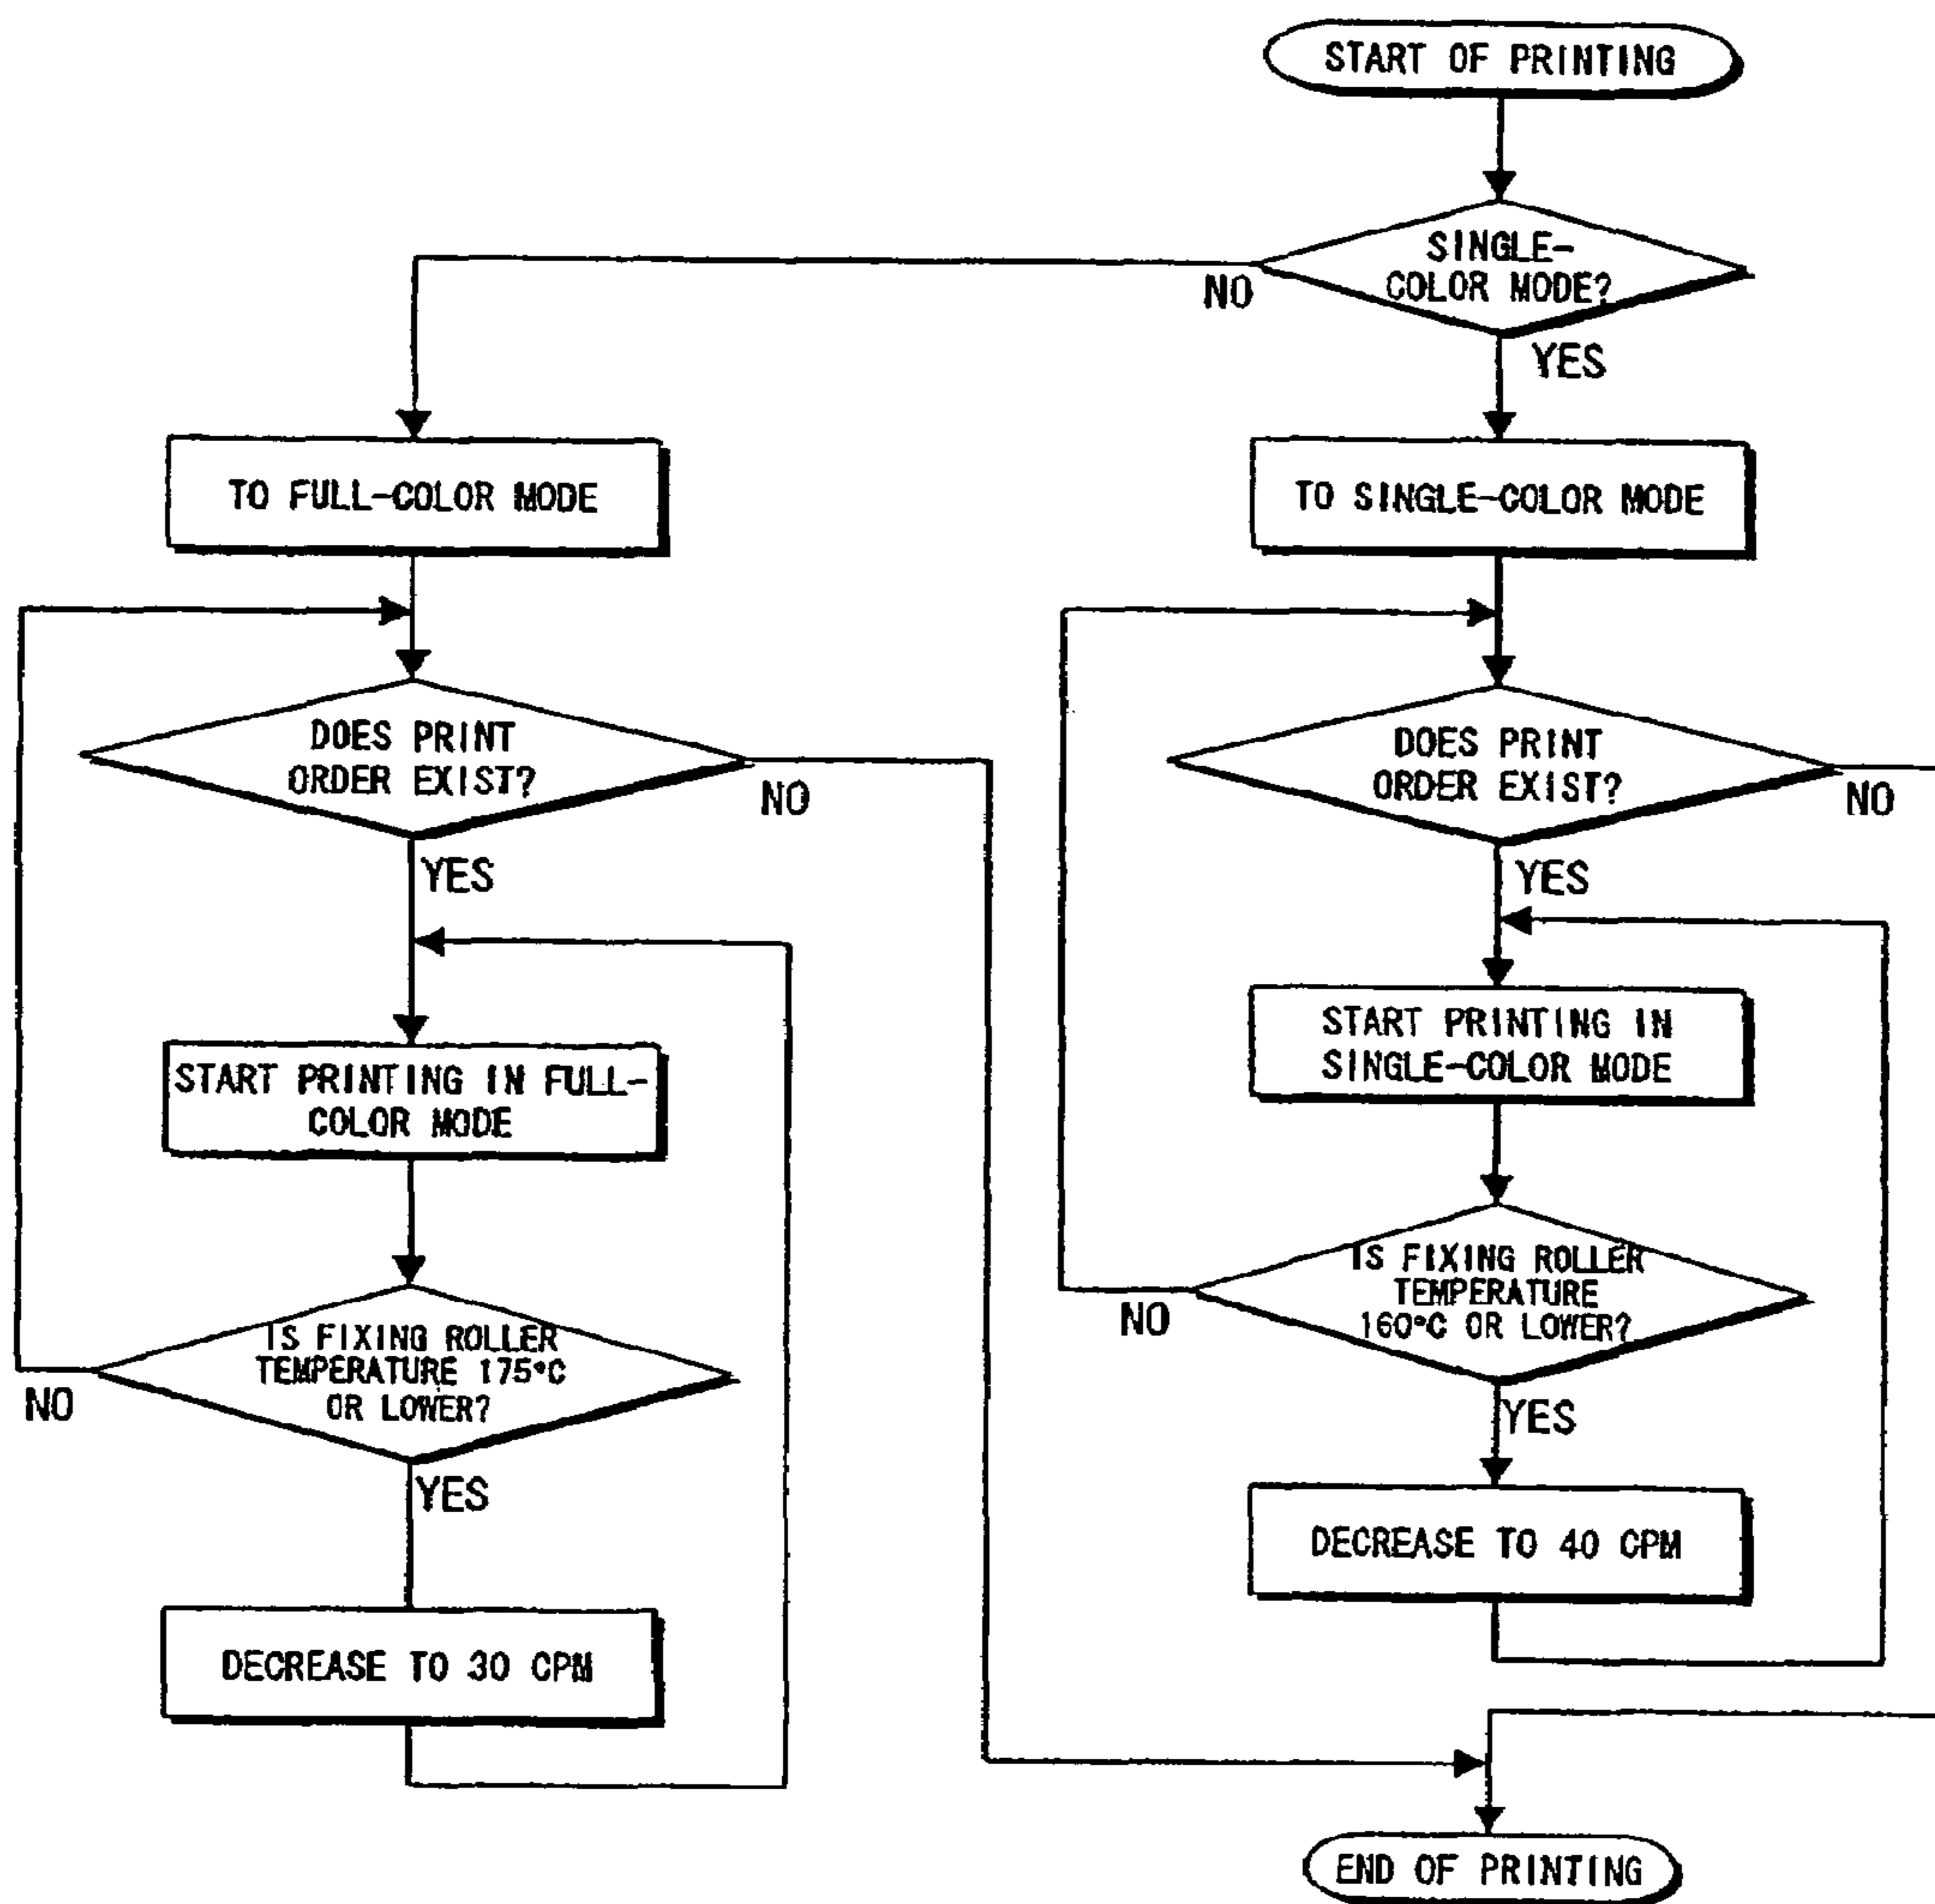 START OF PRINTING
SINGLE-
COLOR MODE?
NO
YES
TO FULL-COLOR MODE
TO SINGLE-COLOR MODE
DOES PRINT
ORDER EXIST?
NO
YES
DOES PRINT
ORDER EXIST?
NO
YES
START PRINTING IN FULL-
COLOR MODE
START PRINTING IN
SINGLE-COLOR MODE
IS FIXING ROLLER
TEMPERATURE 175°C
OR LOWER?
NO
YES
IS FIXING ROLLER
TEMPERATURE
160°C OR LOWER?
NO
YES
DECREASE TO 30 CPM
DECREASE TO 40 CPM
END OF PRINTING